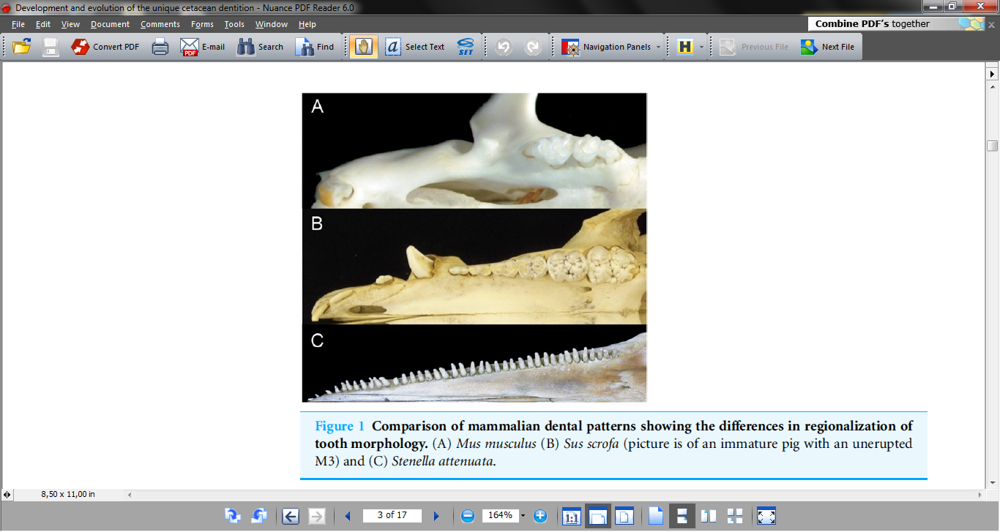 Development and evolution of the unique cetacean dentition - Nuance PDF Reader 6.0
File Edit View Document Comments Forms Tools Window Help
Combine PDF's together x
Convert PDF PDF E-mail Search Find a Select Text SET Navigation Panels H Previous File Next File
A
B
C
Figure 1 Comparison of mammalian dental patterns showing the differences in regionalization of
tooth morphology. (A) Mus musculus (B) Sus scrofa (picture is of an immature pig with an unerupted
M3) and (C) Stenella attenuata.
8,50 x 11,00 in
3 of 17 164% 1:1